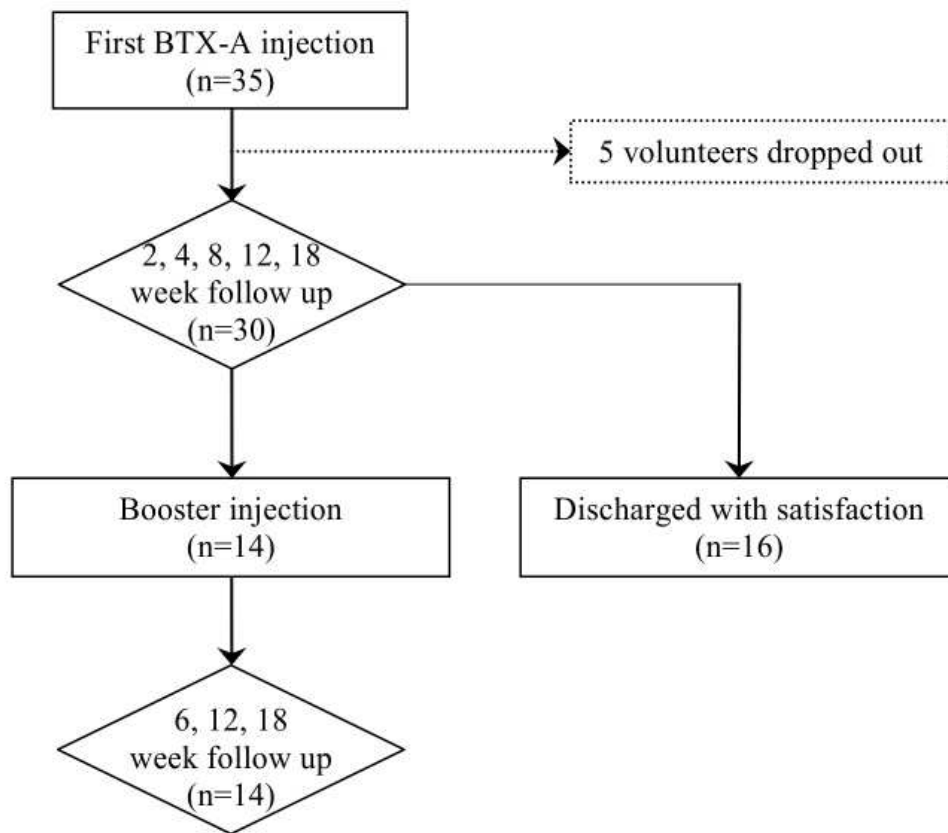 First BTX-A injection
(n=35)
5 volunteers dropped out
2, 4, 8, 12, 18
week follow up
(n=30)
Booster injection
(n=14)
Discharged with satisfaction
(n=16)
6, 12, 18
week follow up
(n=14)